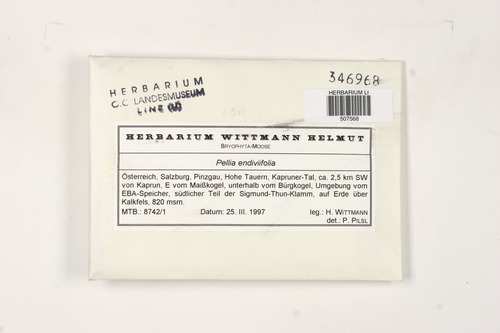 HERBARIUM
O.Ö. LANDESMUSEUM
LINZ (LI)
346968
HERBARIUM LI
507568
HERBARIUM WITTMANN HELMUT
BRYOPHYTA-MOOSE
Pellia endiviifolia
Österreich, Salzburg, Pinzgau, Hohe Tauern, Kapruner-Tal, ca. 2,5 km SW
von Kaprun, E vom Maißkogel, unterhalb vom Bürgkogel, Umgebung vom
EBA-Speicher, südlicher Teil der Sigmund-Thun-Klamm, auf Erde über
Kalkfels, 820 msm.
MTB.: 8742/1 Datum: 25. III. 1997 leg.: H. WITTMANN
det.: P. PILSL